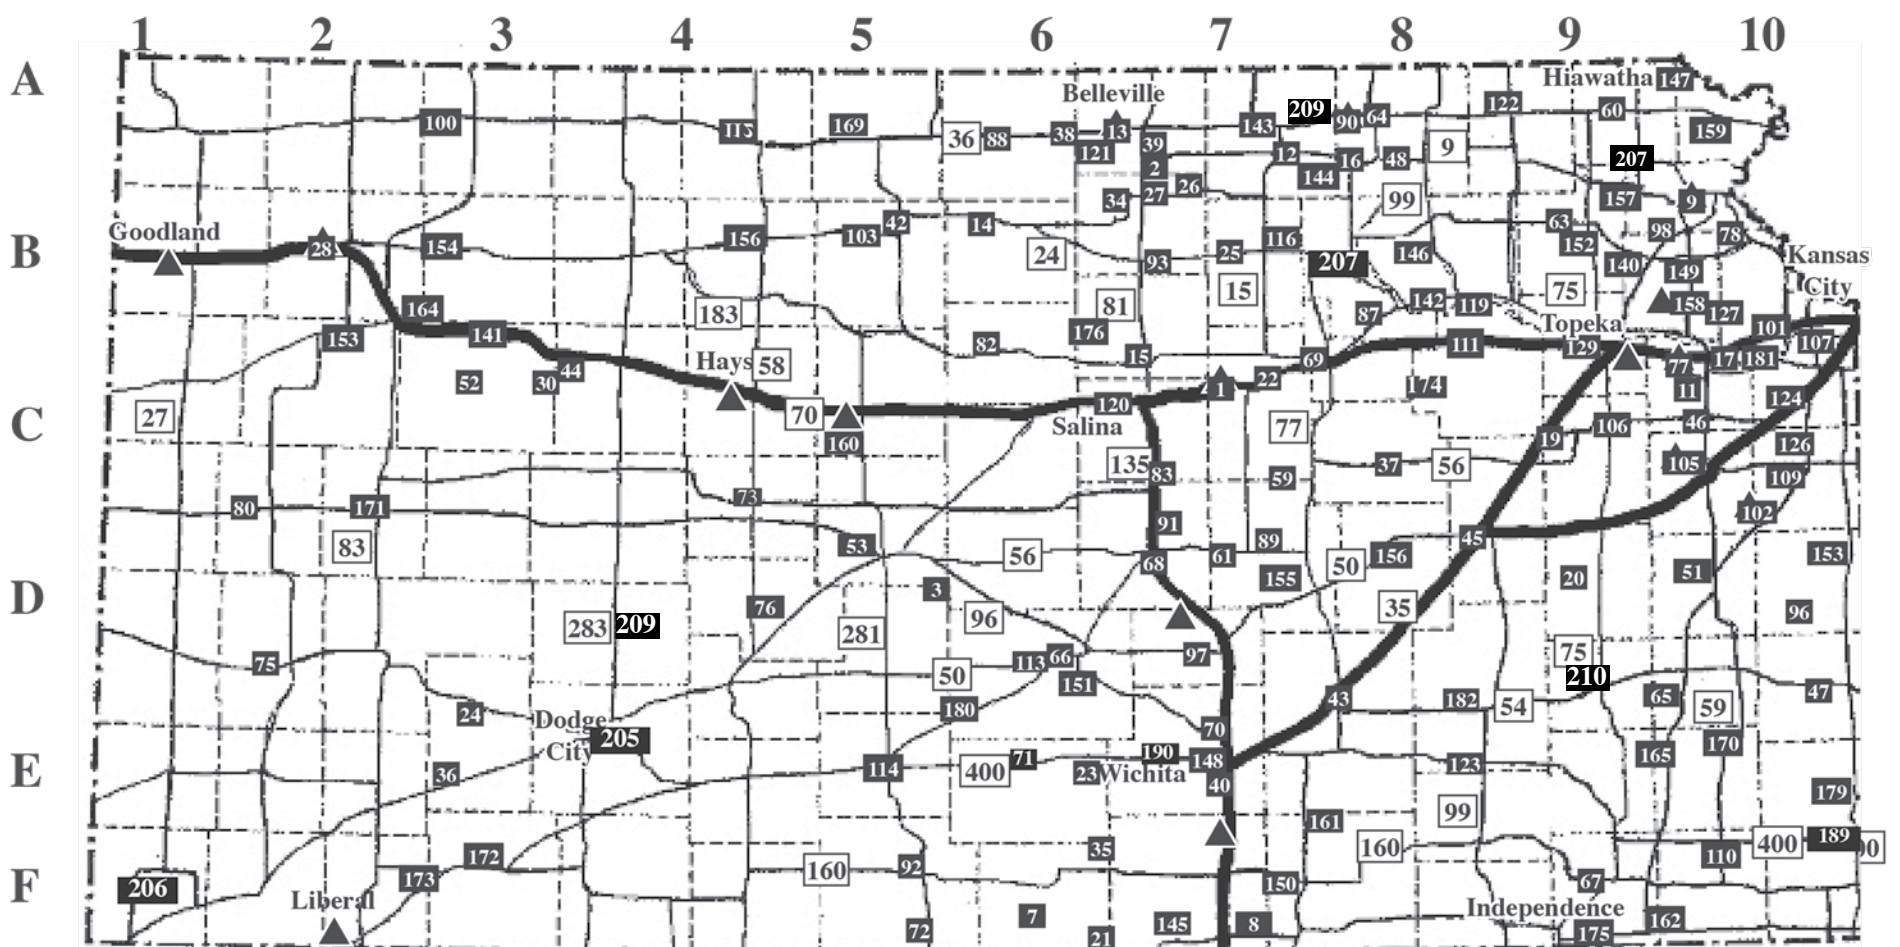 1 2 3 4 5 6 7 8 9 10
A
Hiawatha 147
Belleville
100 112 169 36 88 38 13 143 209 90 64 122 60 159
121 39 12 16 48 9 207
2 144
34 27 26 99 157 9
Goodland
28 154 156 103 42 14 24 93 25 116 207 146 63 152 98 78
B
140 149 Kansas
City
164 183 81 15 142 119 75 158 127
153 141 82 176 15 87 111 Topeka 129 101 107
Hays 58 69 77 17 181
52 30 44 1 22 174 11 124
C
27 70 120 77 106 46
160 Salina 19 126
135 83 59 37 56 105 109
80 171 73 91 102
83 53 56 68 61 89 50 156 45 153
D
3 155 20 51
283 209 76 281 96 35 96
75 50 113 66 97 75 210
151 43 182 54 65 59 47
24 Dodge 180 70
City 205 165 170
E
36 114 400 71 23 190 Wichita 148 123
40 179
161 99
35 160 400 189 00
F
206 173 172 160 92 150 67 110
Liberal 7 Independence
72 21 145 8 175 162